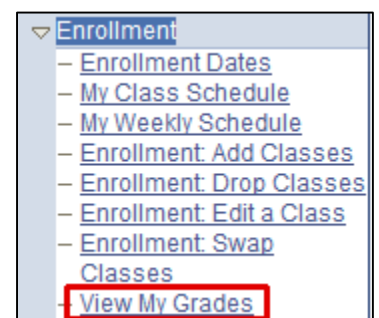 Enrollment
– Enrollment Dates
– My Class Schedule
– My Weekly Schedule
– Enrollment: Add Classes
– Enrollment: Drop Classes
– Enrollment: Edit a Class
– Enrollment: Swap
Classes
– View My Grades